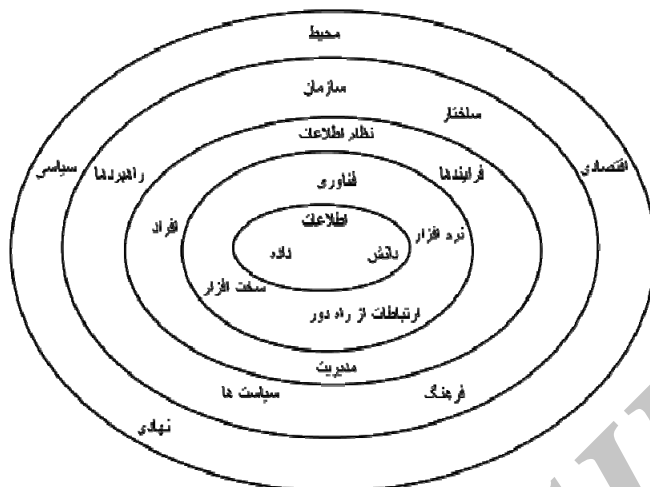 محیط
سازمان
ساختار
نظام اطلاعات
اقتصادی
فرایندها
راهبردها
سیاسی
فناوری
اطلاعات
نرم افزار
افراد
دانش
داده
سخت افزار
ارتباطات از راه دور
مدیریت
فرهنگ
سیاست ها
نهادی